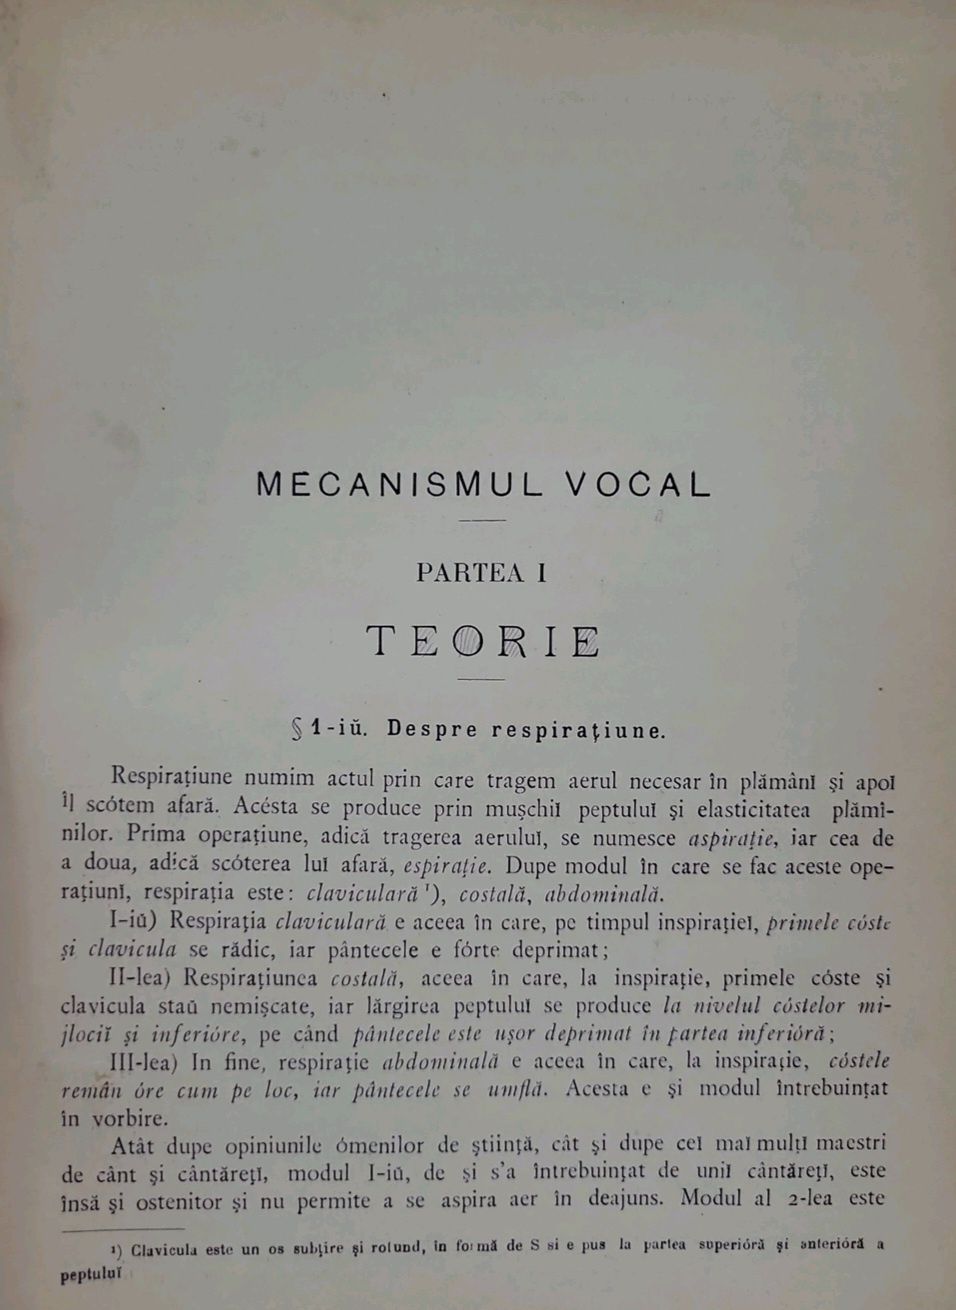 MECANISMUL VOCAL
PARTEA I
TEORIE
§ 1-iŭ. Despre respirațiune.
Respirațiune numim actul prin care tragem aerul necesar în plămânĭ și apoĭ
îl scótem afară. Acésta se produce prin mușchiĭ peptuluĭ și elasticitatea plămi-
nilor. Prima operațiune, adică tragerea aeruluĭ, se numesce aspirație, iar cea de
a doua, adică scóterea luĭ afară, espirație. Dupe modul în care se fac aceste ope-
rațiunĭ, respirația este: claviculară ¹), costală, abdominală.
I-iŭ) Respirația claviculară e aceea în care, pe timpul inspirațieĭ, primele cóste
și clavicula se rădic, iar pântecele e fórte deprimat;
II-lea) Respirațiunea costală, aceea în care, la inspirație, primele cóste și
clavicula staŭ nemișcate, iar lărgirea peptuluĭ se produce la nivelul cóstelor mi-
jlociĭ și inferióre, pe când pântecele este ușor deprimat în partea inferióră;
III-lea) In fine, respirație abdominală e aceea în care, la inspirație, cóstele
remân óre cum pe loc, iar pântecele se umflă. Acesta e și modul întrebuințat
în vorbire.
Atât dupe opiniunile ómenilor de știință, cât și dupe ceĭ maĭ mulțĭ maestri
de cânt și cântărețĭ, modul I-iŭ, de și s'a întrebuințat de uniĭ cântărețĭ, este
însă și ostenitor și nu permite a se aspira aer în deajuns. Modul al 2-lea este
¹) Clavicula este un os subțire și rotund, în formă de S si e pus la partea superióră și anterióră a
peptuluĭ